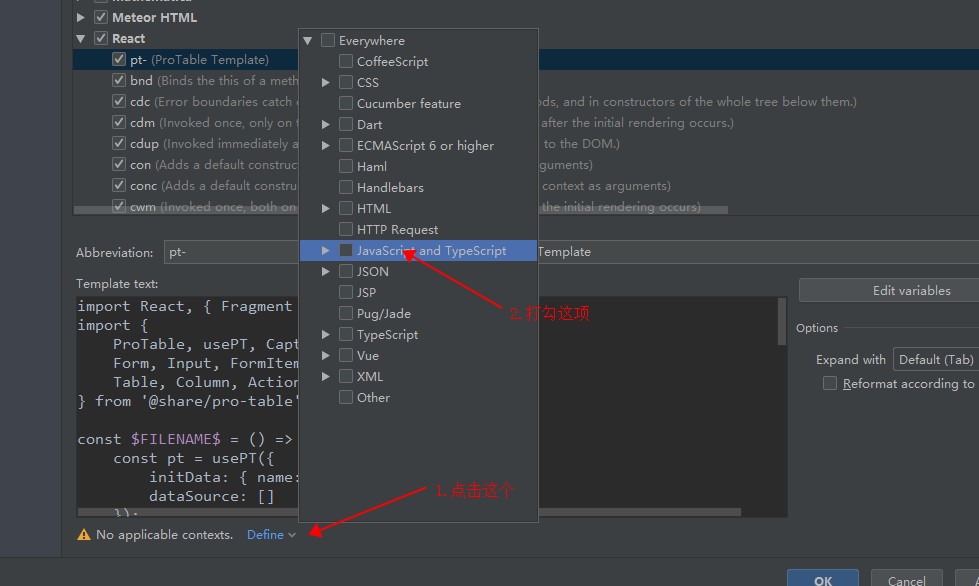 Meteor HTML
React
pt- (ProTable Template)
bnd (Binds the this of a meth
cdc (Error boundaries catch
ods, and in constructors of the whole tree below them.)
cdm (Invoked once, only on t
after the initial rendering occurs.)
cdup (Invoked immediately a
to the DOM.)
con (Adds a default construc
guments)
conc (Adds a default constru
context as arguments)
cwm (Invoked once, both on
the initial rendering occurs)
Everywhere
CoffeeScript
CSS
Cucumber feature
Dart
ECMAScript 6 or higher
Haml
Handlebars
HTML
HTTP Request
JavaScript and TypeScript
JSON
JSP
Pug/Jade
TypeScript
Vue
XML
Other
Abbreviation:
pt-
Template
Template text:
import React, { Fragment
import {
ProTable, usePT, Capt
Form, Input, FormItem
Table, Column, Action
} from '@share/pro-table'
const $FILENAME$ = () =>
const pt = usePT({
initData: { name:
dataSource: []
});
2.打勾这项
1.点击这个
Edit variables
Options
Expand with
Default (Tab)
Reformat according to
No applicable contexts.
Define
OK
Cancel